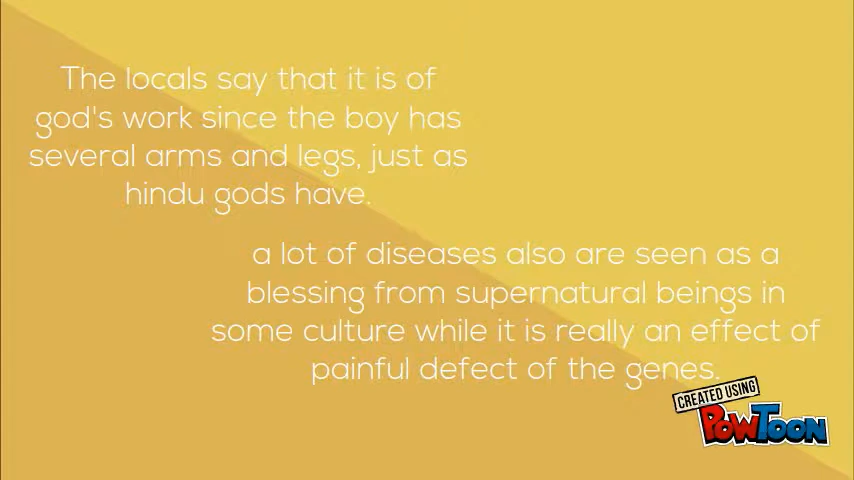 The locals say that it is of
god's work since the boy has
several arms and legs, just as
hindu gods have.
a lot of diseases also are seen as a
blessing from supernatural beings in
some culture while it is really an effect of
painful defect of the genes.
CREATED USING
POWTOON